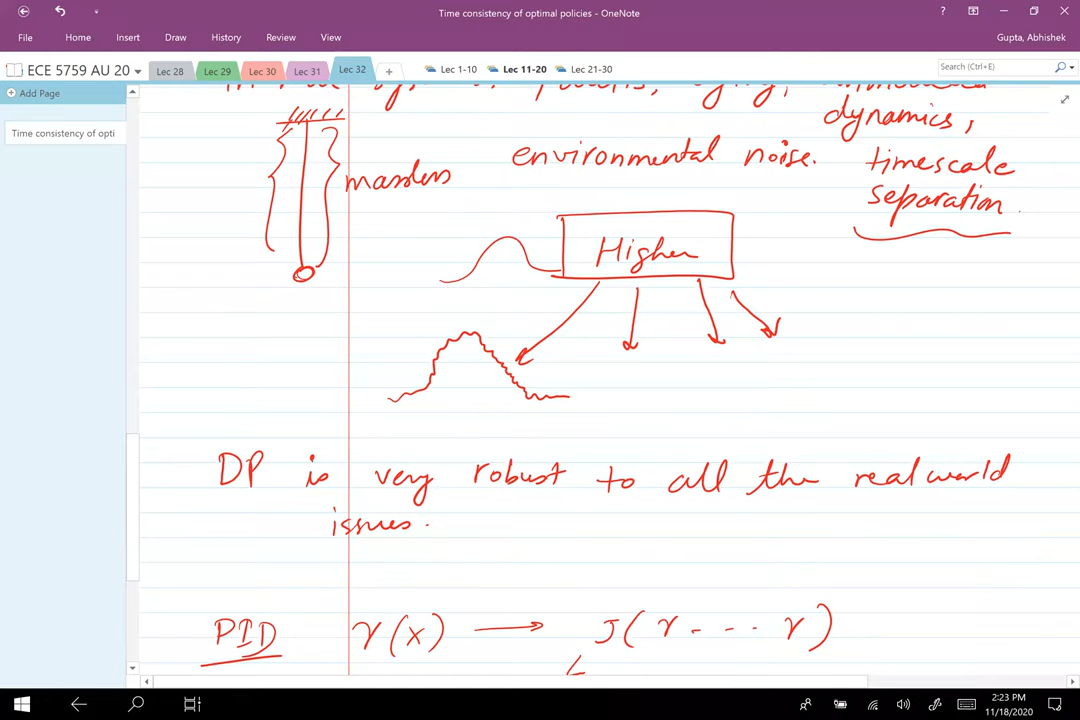 Time consistency of optimal policies - OneNote
?
File
Home
Insert
Draw
History
Review
View
Gupta, Abhishek
ECE 5759 AU 20
Lec 28
Lec 29
Lec 30
Lec 31
Lec 32
+
Lec 1-10
Lec 11-20
Lec 21-30
Search (Ctrl+E)
Add Page
Time consistency of opti
dynamics,
environmental noise.
timescale
separation.
massless
Higher
DP is very robust to all the real world
issues.
PID γ(x) → J(γ - - - - γ)
2:23 PM
11/18/2020